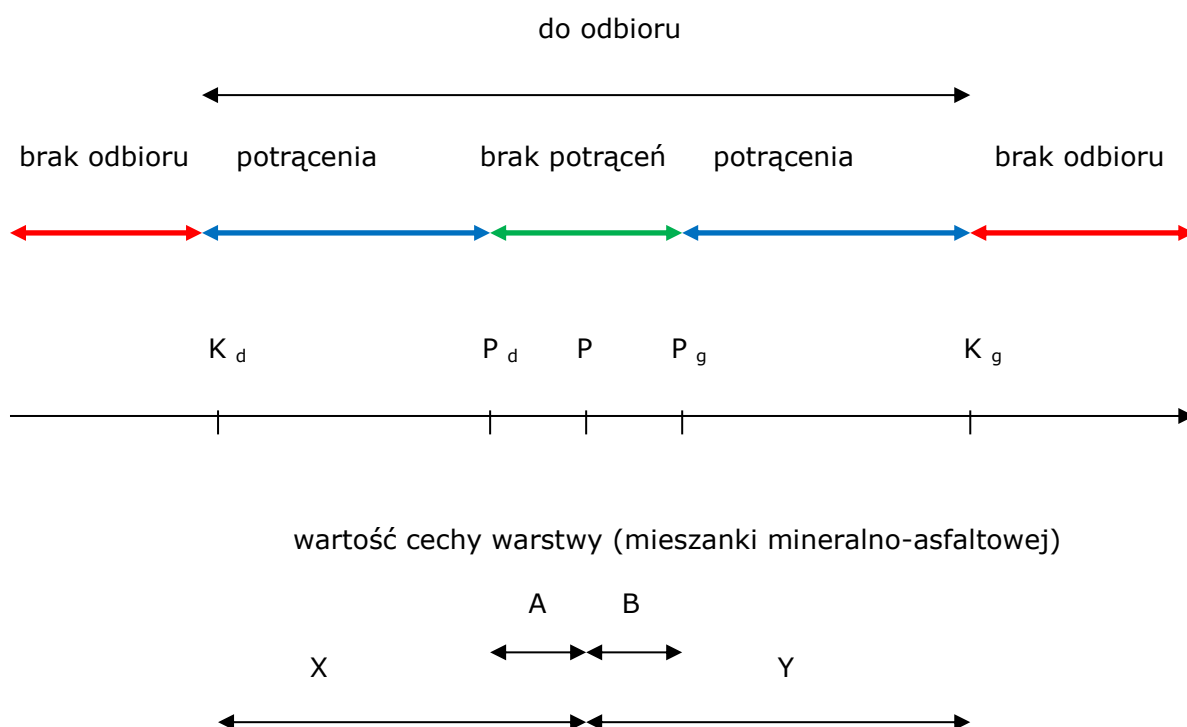 do odbioru
brak odbioru potrącenia brak potrąceń potrącenia brak odbioru
K d P d P P g K g
wartość cechy warstwy (mieszanki mineralno-asfaltowej)
A B
X Y